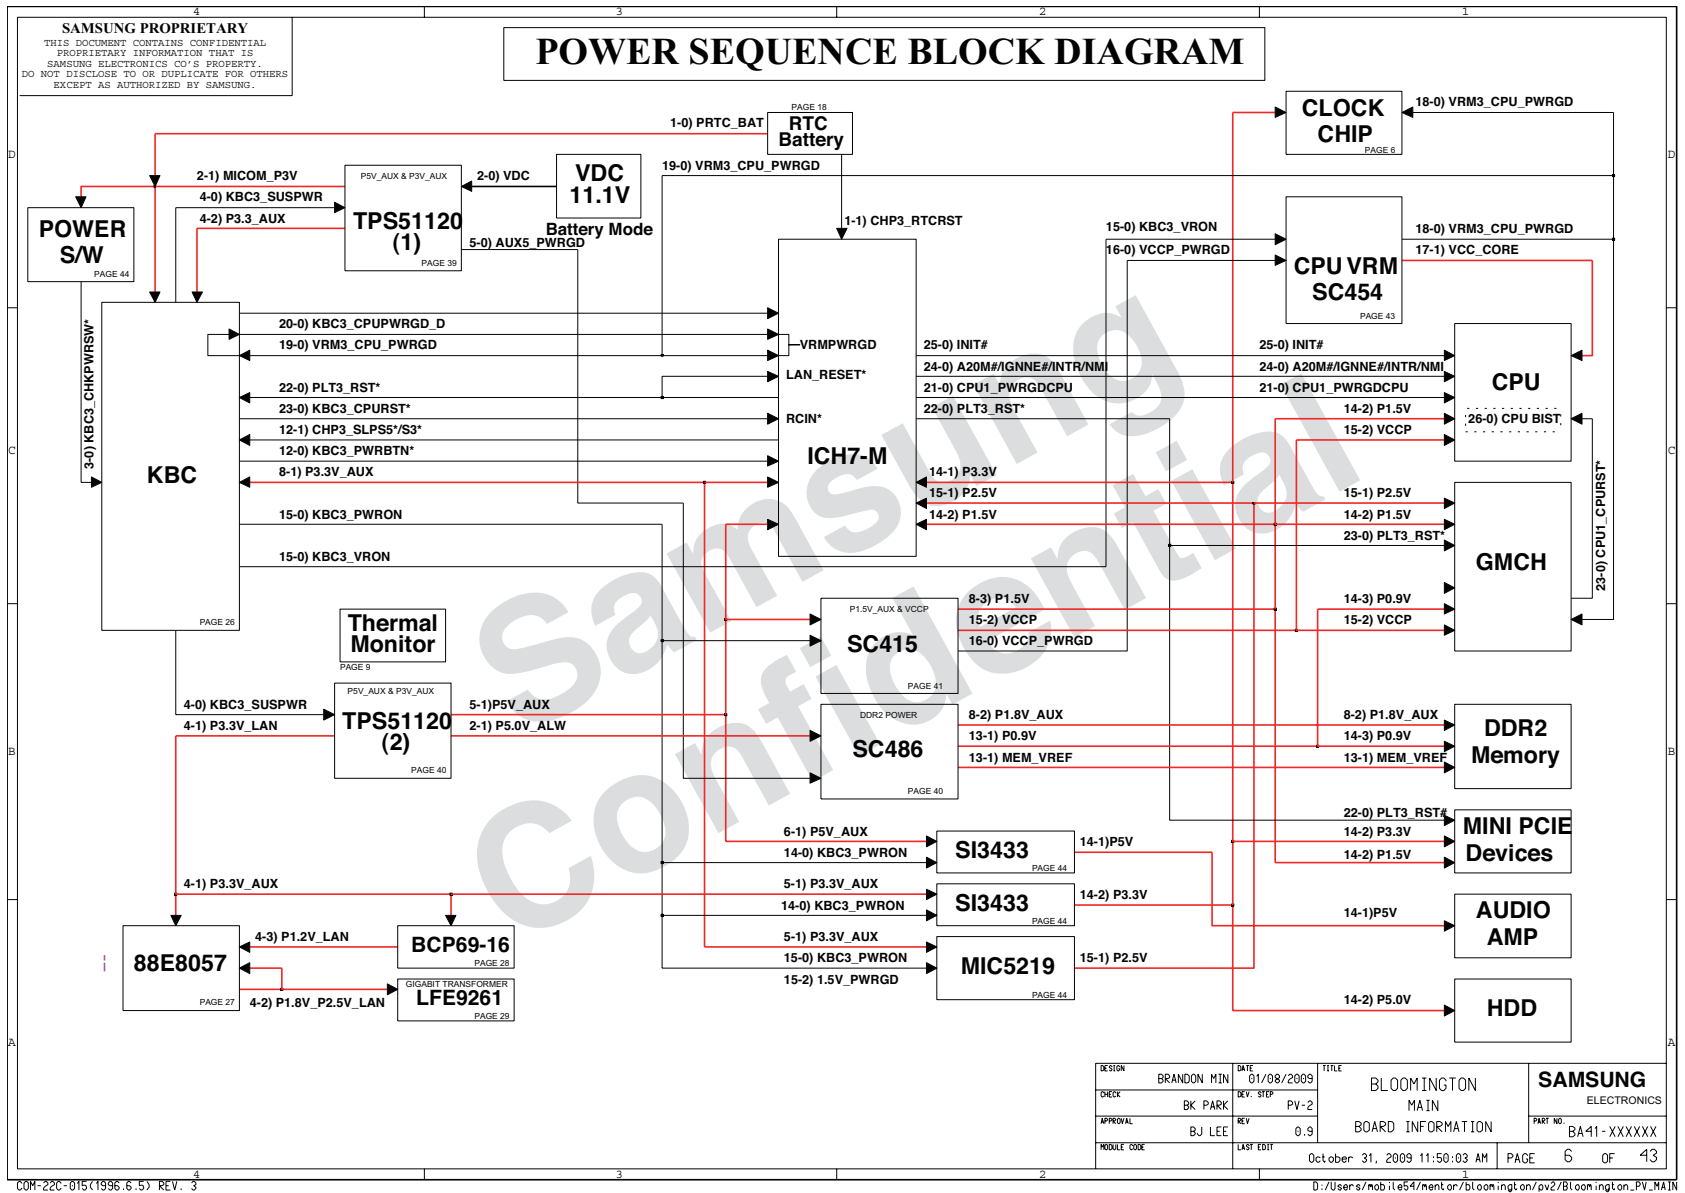 4 3 2 1
SAMSUNG PROPRIETARY
THIS DOCUMENT CONTAINS CONFIDENTIAL
PROPRIETARY INFORMATION THAT IS
SAMSUNG ELECTRONICS CO'S PROPERTY.
DO NOT DISCLOSE TO OR DUPLICATE FOR OTHERS
EXCEPT AS AUTHORIZED BY SAMSUNG.
POWER SEQUENCE BLOCK DIAGRAM
D
C
B
A
D
C
B
A
Samsung
Confidential
PAGE 18
RTC
Battery
1-0) PRTC_BAT
19-0) VRM3_CPU_PWRGD
1-1) CHP3_RTCRST
CLOCK
CHIP
PAGE 6
18-0) VRM3_CPU_PWRGD
2-1) MICOM_P3V
4-0) KBC3_SUSPWR
4-2) P3.3_AUX
P5V_AUX & P3V_AUX
TPS51120
(1)
PAGE 39
2-0) VDC
VDC
11.1V
Battery Mode
5-0) AUX5_PWRGD
POWER
S/W
PAGE 44
3-0) KBC3_CHKPWRSW*
15-0) KBC3_VRON
16-0) VCCP_PWRGD
CPU VRM
SC454
PAGE 43
18-0) VRM3_CPU_PWRGD
17-1) VCC_CORE
KBC
PAGE 26
20-0) KBC3_CPUPWRGD_D
19-0) VRM3_CPU_PWRGD
22-0) PLT3_RST*
23-0) KBC3_CPURST*
12-1) CHP3_SLPS5*/S3*
12-0) KBC3_PWRBTN*
8-1) P3.3V_AUX
15-0) KBC3_PWRON
15-0) KBC3_VRON
VRMPWRGD
LAN_RESET*
RCIN*
ICH7-M
25-0) INIT#
24-0) A20M#/IGNNE#/INTR/NMI
21-0) CPU1_PWRGDCPU
22-0) PLT3_RST*
14-1) P3.3V
15-1) P2.5V
14-2) P1.5V
25-0) INIT#
24-0) A20M#/IGNNE#/INTR/NMI
21-0) CPU1_PWRGDCPU
14-2) P1.5V
15-2) VCCP
CPU
26-0) CPU BIST
23-0) CPU1_CPURST*
15-1) P2.5V
14-2) P1.5V
23-0) PLT3_RST*
14-3) P0.9V
15-2) VCCP
GMCH
Thermal
Monitor
PAGE 9
P1.5V_AUX & VCCP
SC415
PAGE 41
8-3) P1.5V
15-2) VCCP
16-0) VCCP_PWRGD
4-0) KBC3_SUSPWR
4-1) P3.3V_LAN
P5V_AUX & P3V_AUX
TPS51120
(2)
PAGE 40
5-1)P5V_AUX
2-1) P5.0V_ALW
DDR2 POWER
SC486
PAGE 40
8-2) P1.8V_AUX
13-1) P0.9V
13-1) MEM_VREF
8-2) P1.8V_AUX
14-3) P0.9V
13-1) MEM_VREF
DDR2
Memory
6-1) P5V_AUX
14-0) KBC3_PWRON
SI3433
PAGE 44
14-1)P5V
22-0) PLT3_RST#
14-2) P3.3V
14-2) P1.5V
MINI PCIE
Devices
4-1) P3.3V_AUX
5-1) P3.3V_AUX
14-0) KBC3_PWRON
SI3433
PAGE 44
14-2) P3.3V
14-1)P5V
AUDIO
AMP
88E8057
PAGE 27
4-3) P1.2V_LAN
4-2) P1.8V_P2.5V_LAN
BCP69-16
PAGE 28
GIGABIT TRANSFORMER
LFE9261
PAGE 29
5-1) P3.3V_AUX
15-0) KBC3_PWRON
15-2) 1.5V_PWRGD
MIC5219
PAGE 44
15-1) P2.5V
14-2) P5.0V
HDD
DESIGN BRANDON MIN DATE 01/08/2009
CHECK BK PARK DEV. STEP PV-2
APPROVAL BJ LEE REV 0.9
MODULE CODE LAST EDIT October 31, 2009 11:50:03 AM
TITLE
BLOOMINGTON
MAIN
BOARD INFORMATION
SAMSUNG
ELECTRONICS
PART NO. BA41-XXXXXX
PAGE 6 OF 43
4 3 2 1
COM-22C-015(1996.6.5) REV. 3
D:/Users/mobile54/mentor/bloomington/pv2/Bloomington_PV_MAIN